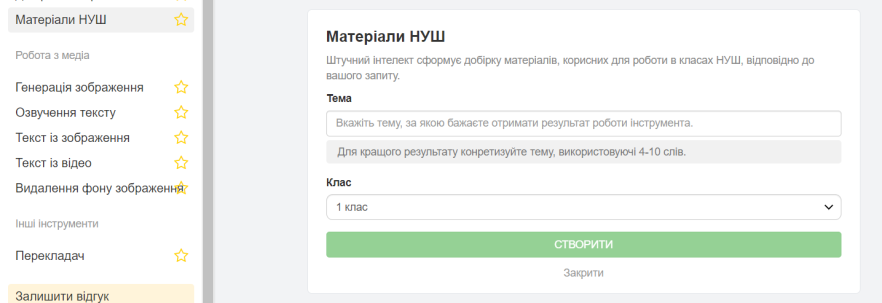 Матеріали НУШ
Робота з медіа
Генерація зображення
Озвучення тексту
Текст із зображення
Текст із відео
Видалення фону зображення
Інші інструменти
Перекладач
Залишити відгук
Матеріали НУШ
Штучний інтелект сформує добірку матеріалів, корисних для роботи в класах НУШ, відповідно до
вашого запиту.
Тема
Вкажіть тему, за якою бажаєте отримати результат роботи інструмента.
Для кращого результату конретизуйте тему, використовуючі 4-10 слів.
Клас
1 клас
СТВОРИТИ
Закрити